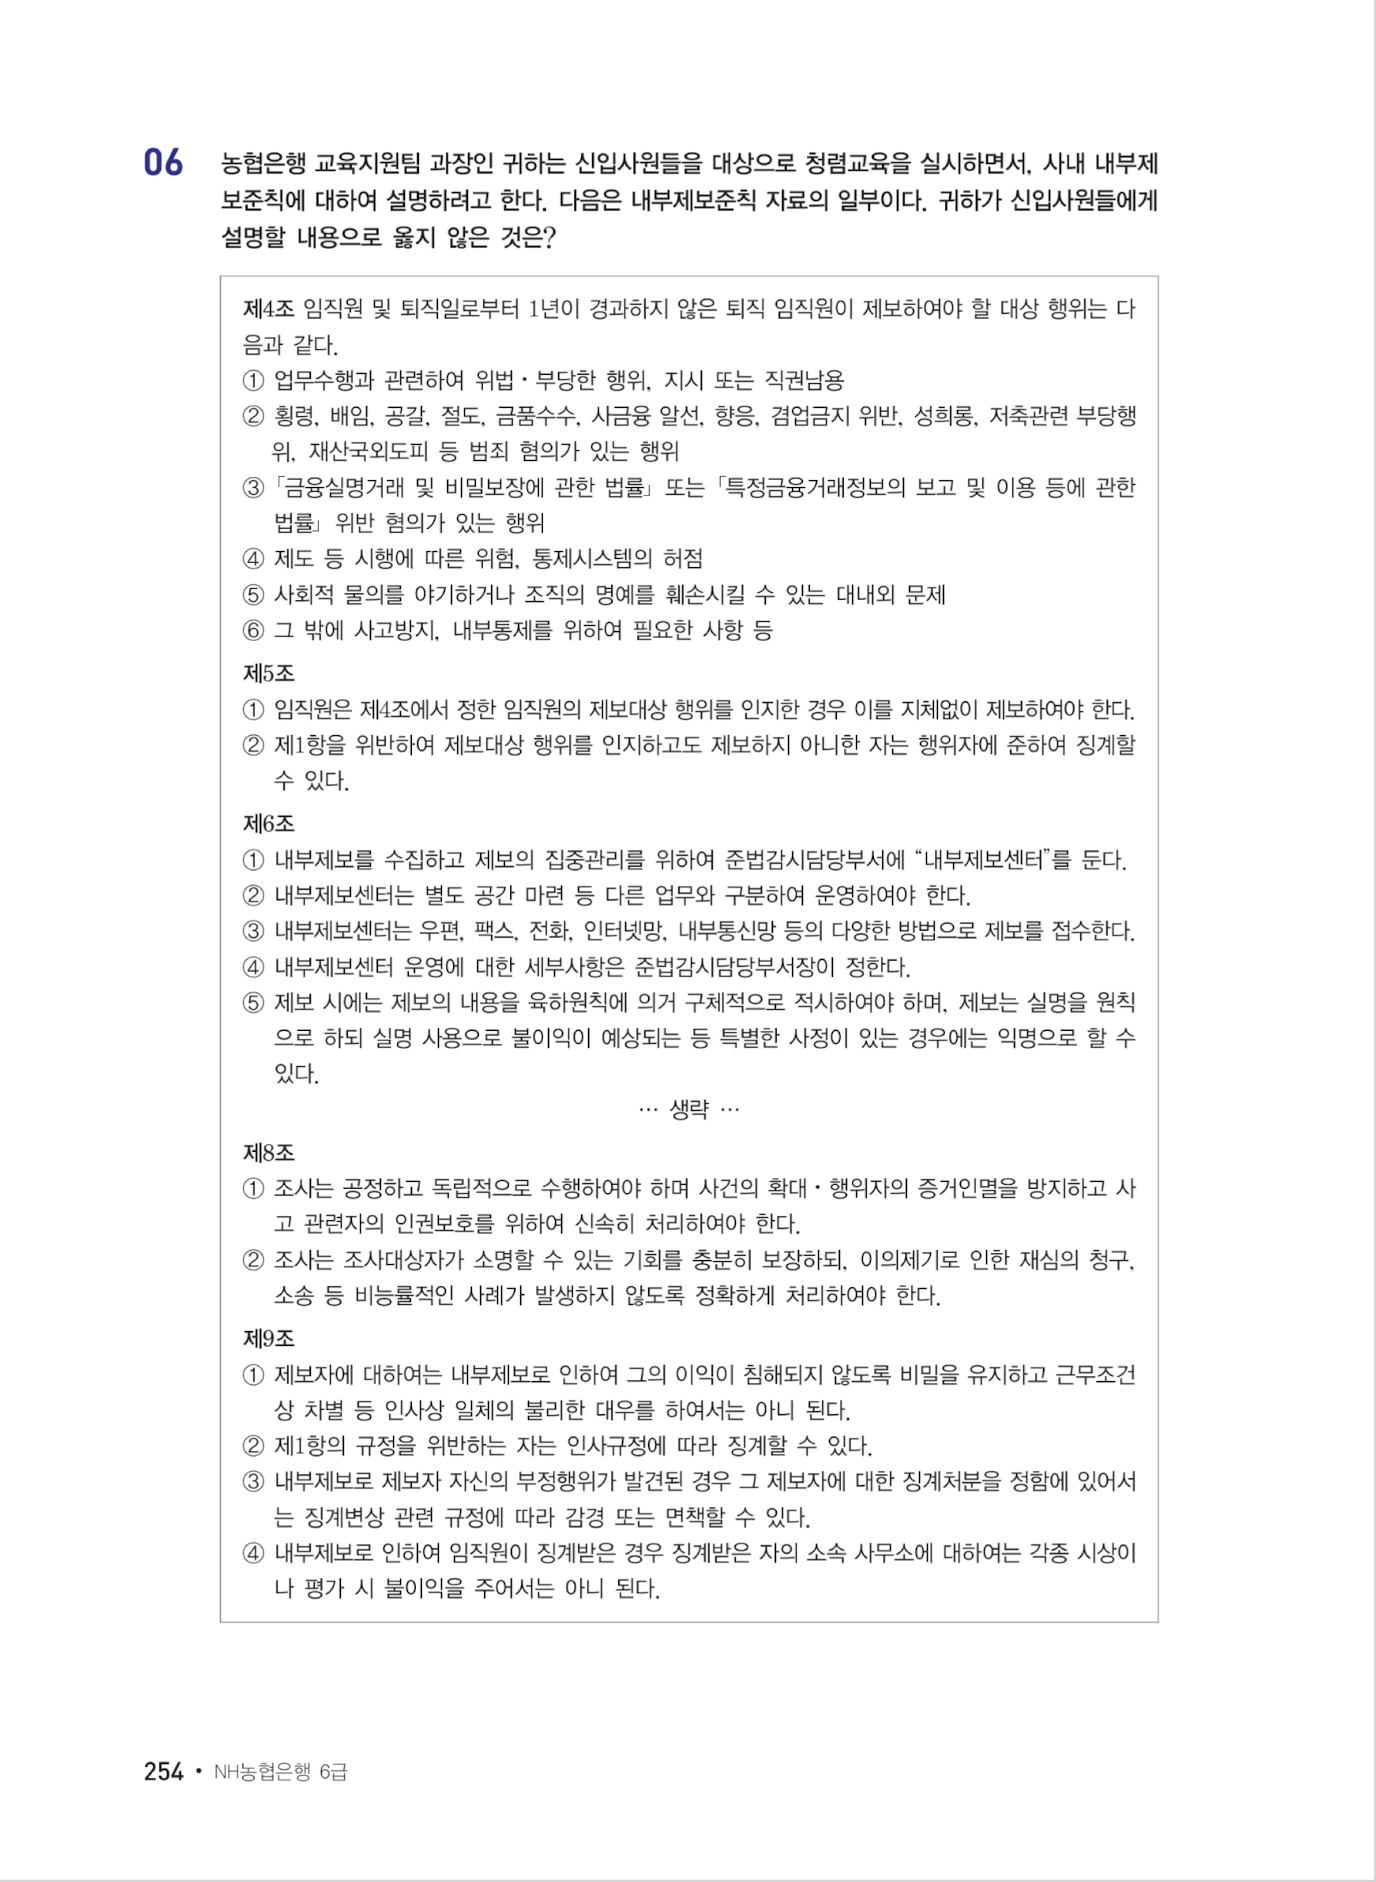 06 농협은행 교육지원팀 과장인 귀하는 신입사원들을 대상으로 청렴교육을 실시하면서, 사내 내부제
보준칙에 대하여 설명하려고 한다. 다음은 내부제보준칙 자료의 일부이다. 귀하가 신입사원들에게
설명할 내용으로 옳지 않은 것은?
제4조 임직원 및 퇴직일로부터 1년이 경과하지 않은 퇴직 임직원이 제보하여야 할 대상 행위는 다
음과 같다.
① 업무수행과 관련하여 위법・부당한 행위, 지시 또는 직권남용
② 횡령, 배임, 공갈, 절도, 금품수수, 사금융 알선, 향응, 겸업금지 위반, 성희롱, 저축관련 부당행
위, 재산국외도피 등 범죄 혐의가 있는 행위
③ 「금융실명거래 및 비밀보장에 관한 법률」 또는 「특정금융거래정보의 보고 및 이용 등에 관한
법률」 위반 혐의가 있는 행위
④ 제도 등 시행에 따른 위험, 통제시스템의 허점
⑤ 사회적 물의를 야기하거나 조직의 명예를 훼손시킬 수 있는 대내외 문제
⑥ 그 밖에 사고방지, 내부통제를 위하여 필요한 사항 등
제5조
① 임직원은 제4조에서 정한 임직원의 제보대상 행위를 인지한 경우 이를 지체없이 제보하여야 한다.
② 제1항을 위반하여 제보대상 행위를 인지하고도 제보하지 아니한 자는 행위자에 준하여 징계할
수 있다.
제6조
① 내부제보를 수집하고 제보의 집중관리를 위하여 준법감시담당부서에 “내부제보센터”를 둔다.
② 내부제보센터는 별도 공간 마련 등 다른 업무와 구분하여 운영하여야 한다.
③ 내부제보센터는 우편, 팩스, 전화, 인터넷망, 내부통신망 등의 다양한 방법으로 제보를 접수한다.
④ 내부제보센터 운영에 대한 세부사항은 준법감시담당부서장이 정한다.
⑤ 제보 시에는 제보의 내용을 육하원칙에 의거 구체적으로 적시하여야 하며, 제보는 실명을 원칙
으로 하되 실명 사용으로 불이익이 예상되는 등 특별한 사정이 있는 경우에는 익명으로 할 수
있다.
… 생략 …
제8조
① 조사는 공정하고 독립적으로 수행하여야 하며 사건의 확대・행위자의 증거인멸을 방지하고 사
고 관련자의 인권보호를 위하여 신속히 처리하여야 한다.
② 조사는 조사대상자가 소명할 수 있는 기회를 충분히 보장하되, 이의제기로 인한 재심의 청구,
소송 등 비능률적인 사례가 발생하지 않도록 정확하게 처리하여야 한다.
제9조
① 제보자에 대하여는 내부제보로 인하여 그의 이익이 침해되지 않도록 비밀을 유지하고 근무조건
상 차별 등 인사상 일체의 불리한 대우를 하여서는 아니 된다.
② 제1항의 규정을 위반하는 자는 인사규정에 따라 징계할 수 있다.
③ 내부제보로 제보자 자신의 부정행위가 발견된 경우 그 제보자에 대한 징계처분을 정함에 있어서
는 징계변상 관련 규정에 따라 감경 또는 면책할 수 있다.
④ 내부제보로 인하여 임직원이 징계받은 경우 징계받은 자의 소속 사무소에 대하여는 각종 시상이
나 평가 시 불이익을 주어서는 아니 된다.
254 • NH농협은행 6급